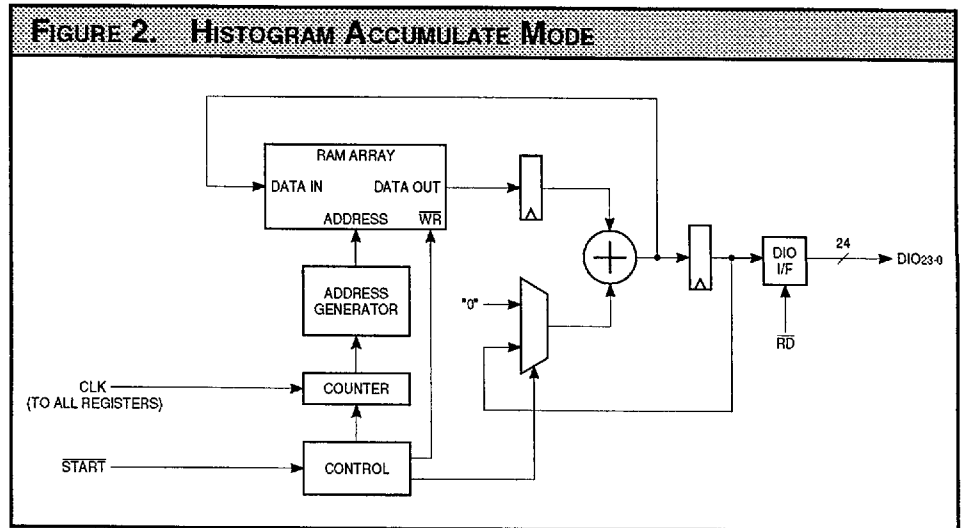 FIGURE 2. HISTOGRAM ACCUMULATE MODE
RAM ARRAY
DATA IN DATA OUT
ADDRESS WR
ADDRESS
GENERATOR
"0"
24
DIO
I/F
DIO23-0
RD
CLK
(TO ALL REGISTERS)
COUNTER
START
CONTROL